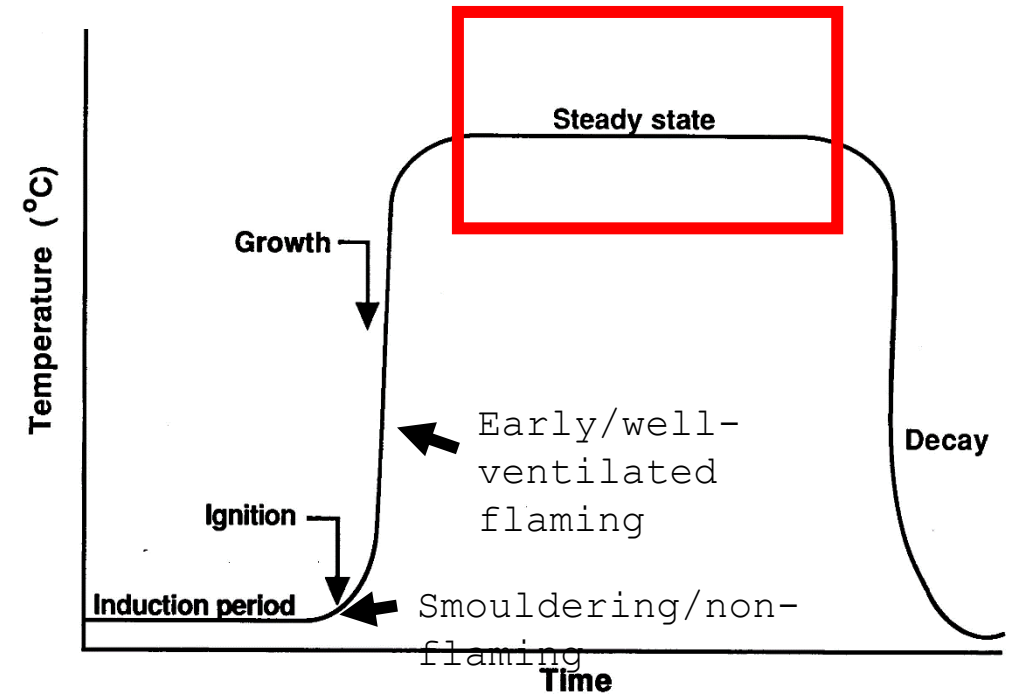 Steady state
Temperature (°C)
Growth
Early/well-
ventilated
flaming
Decay
Ignition
Induction period
Smouldering/non-
flaming
Time